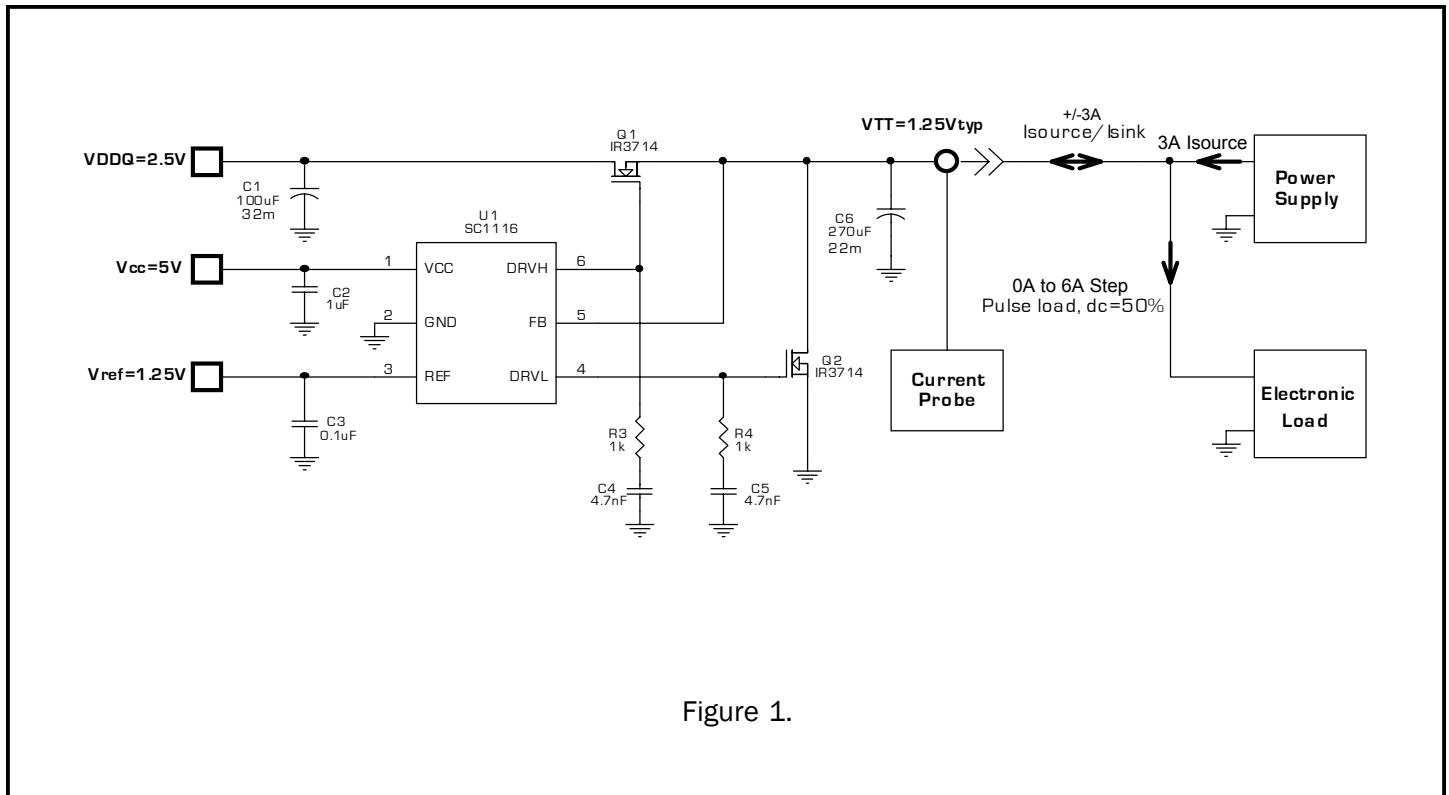 VDDQ=2.5V
C1
100uF
32m
Q1
IR3714
VTT=1.25Vtyp
+/-3A
Isource/Isink
3A Isource
Power
Supply
U1
SC1116
Vcc=5V
C2
1uF
1
VCC
DRVH
6
2
GND
FB
5
3
REF
DRVL
4
Vref=1.25V
C3
0.1uF
C6
270uF
22m
Q2
IR3714
0A to 6A Step
Pulse load, dc=50%
Current
Probe
Electronic
Load
R3
1k
R4
1k
C4
4.7nF
C5
4.7nF
Figure 1.